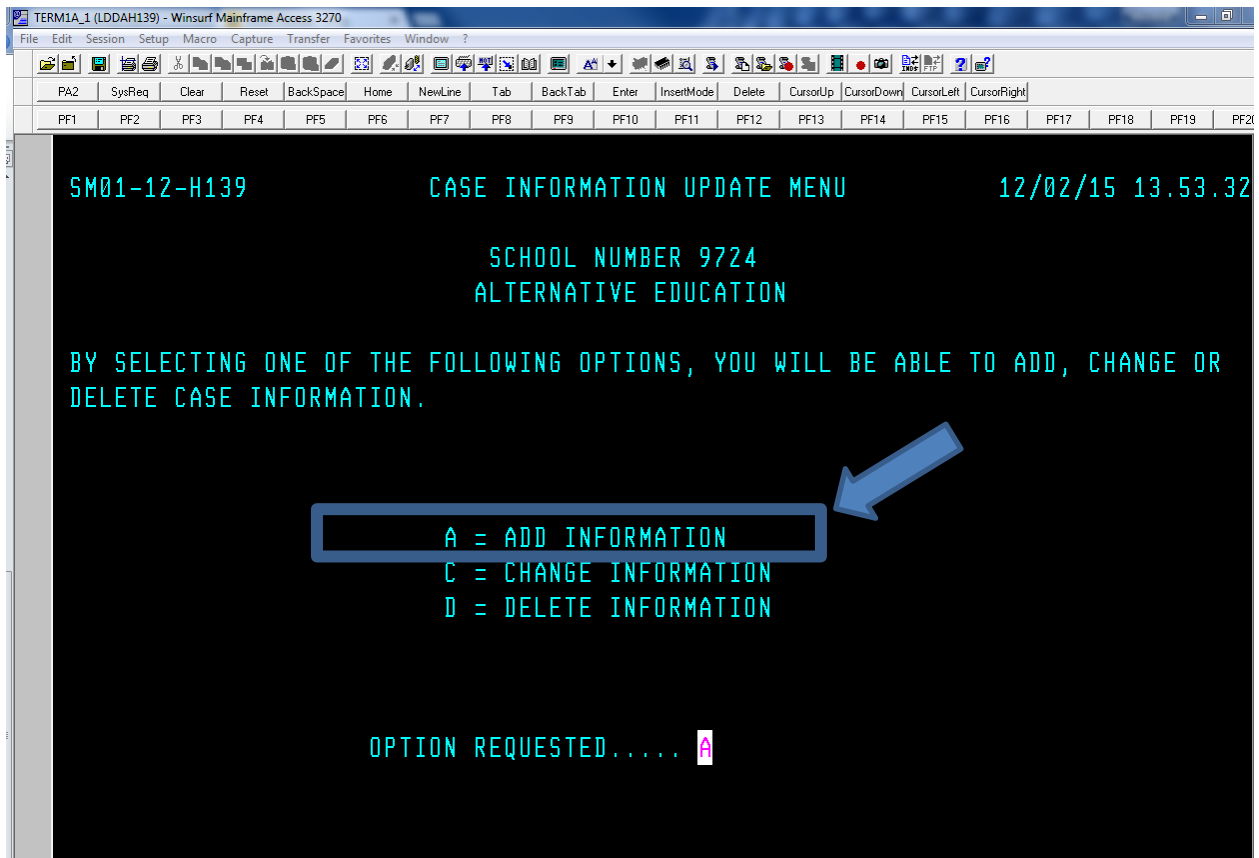 TERM1A_1 (LDDAH139) - Winsurf Mainframe Access 3270
File Edit Session Setup Macro Capture Transfer Favorites Window ?
PA2 SysReq Clear Reset BackSpace Home NewLine Tab BackTab Enter InsertMode Delete CursorUp CursorDown CursorLeft CursorRight
PF1 PF2 PF3 PF4 PF5 PF6 PF7 PF8 PF9 PF10 PF11 PF12 PF13 PF14 PF15 PF16 PF17 PF18 PF19 PF20
SM01-12-H139 CASE INFORMATION UPDATE MENU 12/02/15 13.53.32
SCHOOL NUMBER 9724
ALTERNATIVE EDUCATION
BY SELECTING ONE OF THE FOLLOWING OPTIONS, YOU WILL BE ABLE TO ADD, CHANGE OR
DELETE CASE INFORMATION.
A = ADD INFORMATION
C = CHANGE INFORMATION
D = DELETE INFORMATION
OPTION REQUESTED..... A